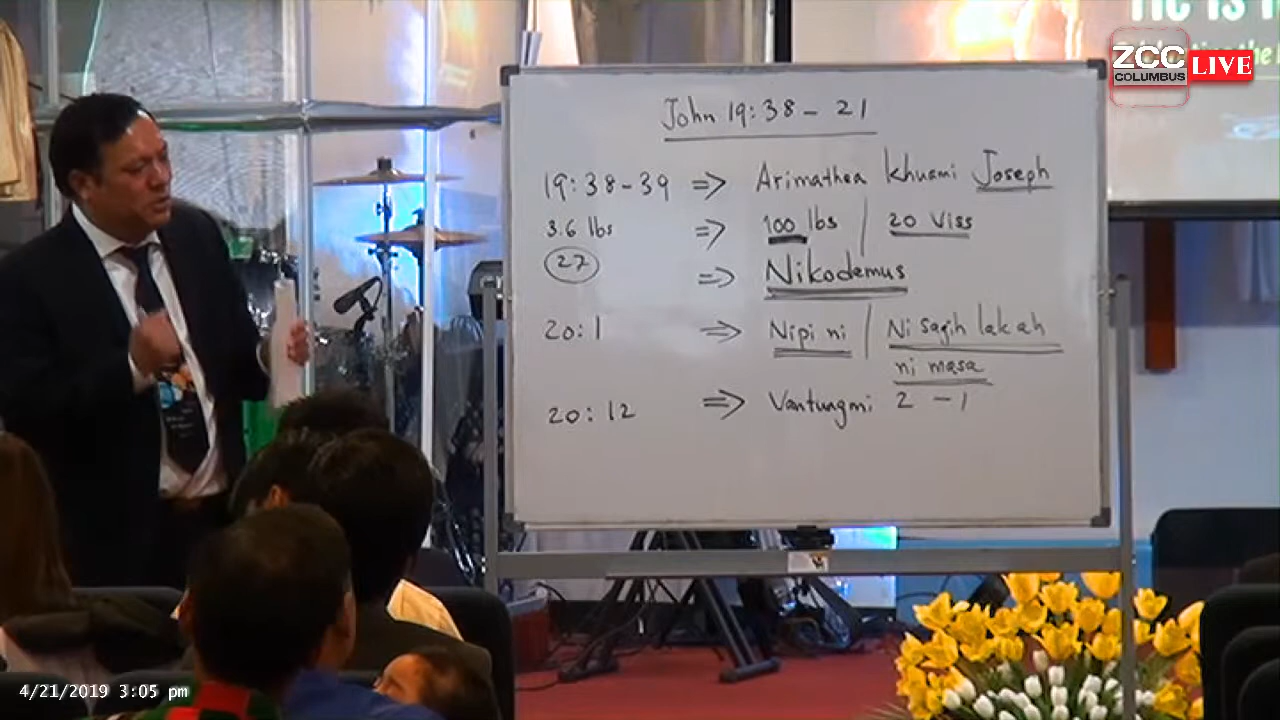 ZCC
COLUMBUS
LIVE
John 19:38 - 21
19:38-39 => Arimathea khuami Joseph
3.6 lbs => 100 lbs | 20 Viss
27 => Nikodemus
20:1 => Nipi ni | Ni sagih lak ah
ni masa
20:12 => Vantungmi 2 - 1
4/21/2019 3:05 pm